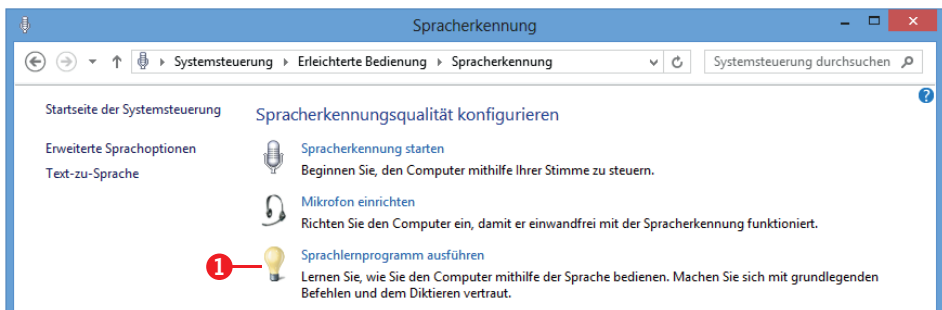 Spracherkennung
Systemsteuerung Erleichterte Bedienung Spracherkennung
Systemsteuerung durchsuchen
Startseite der Systemsteuerung
Erweiterte Sprachoptionen
Text-zu-Sprache
Spracherkennungsqualität konfigurieren
Spracherkennung starten
Beginnen Sie, den Computer mithilfe Ihrer Stimme zu steuern.
Mikrofon einrichten
Richten Sie den Computer ein, damit er einwandfrei mit der Spracherkennung funktioniert.
1
Sprachlernprogramm ausführen
Lernen Sie, wie Sie den Computer mithilfe der Sprache bedienen. Machen Sie sich mit grundlegenden
Befehlen und dem Diktieren vertraut.